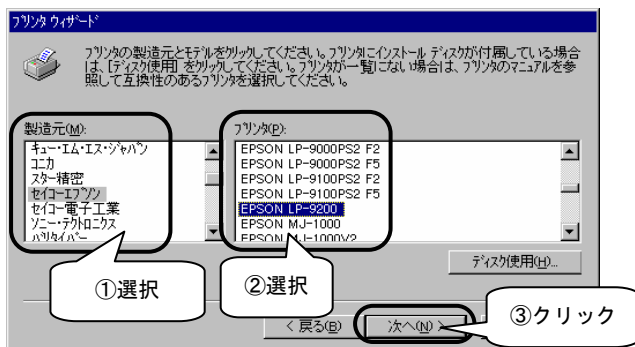 プリンタ ウィザード
プリンタの製造元とモデルをクリックしてください。プリンタにインストール ディスクが付属している場合
は、[ディスク使用] をクリックしてください。プリンタが一覧にない場合は、プリンタのマニュアルを参
照して互換性のあるプリンタを選択してください。
製造元(M):
キュー・エム・エス・ジャパン
コニカ
スター精密
セイコーエプソン
セイコー電子工業
ソニー・テクトロニクス
ハリタイバー
プリンタ(P):
EPSON LP-9000PS2 F2
EPSON LP-9000PS2 F5
EPSON LP-9100PS2 F2
EPSON LP-9100PS2 F5
EPSON LP-9200
EPSON MJ-1000
EPSON MJ-1000V2
ディスク使用(H)...
①選択
②選択
< 戻る(B)
次へ(N) >
③クリック